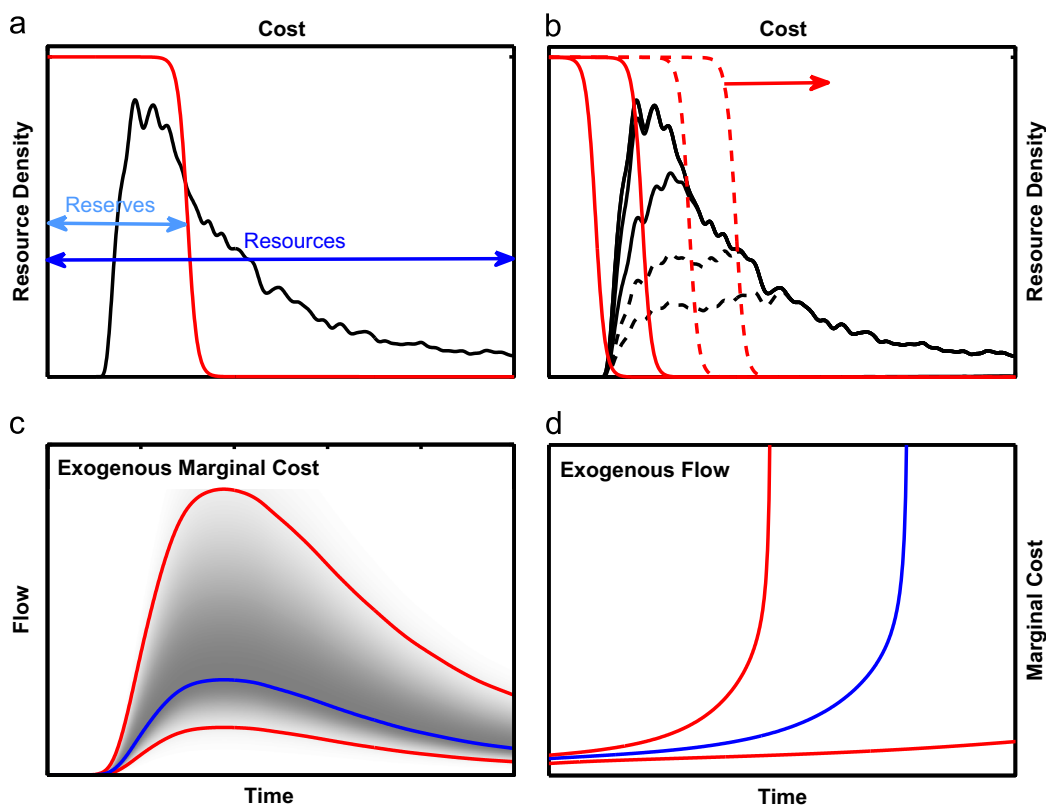 a
Cost
b
Cost
Resource Density
Reserves
Resources
Resource Density
c
d
Exogenous Marginal Cost
Exogenous Flow
Flow
Marginal Cost
Time
Time